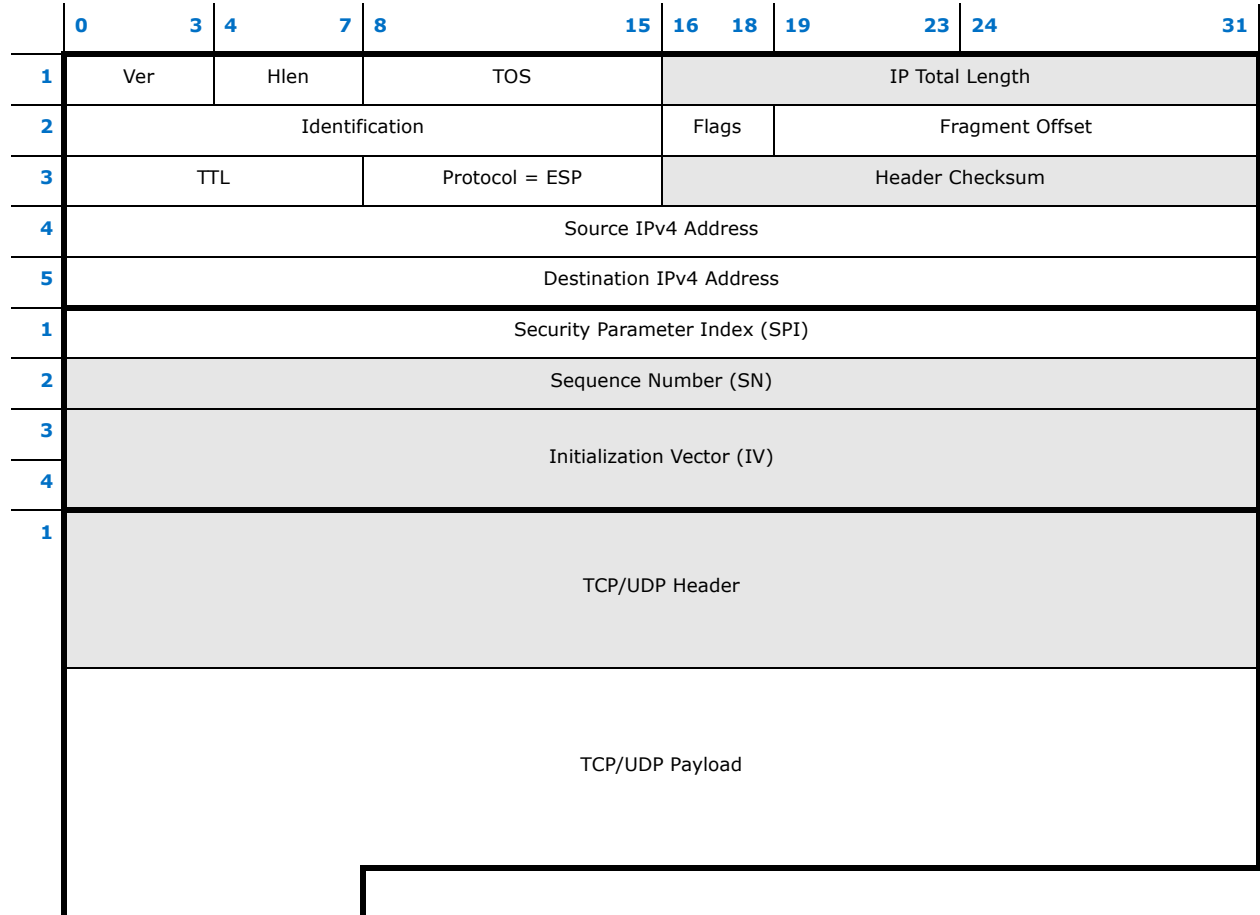 0 3 4 7 8 15 16 18 19 23 24 31
1 Ver Hlen TOS IP Total Length
2 Identification Flags Fragment Offset
3 TTL Protocol = ESP Header Checksum
4 Source IPv4 Address
5 Destination IPv4 Address
1 Security Parameter Index (SPI)
2 Sequence Number (SN)
3
Initialization Vector (IV)
4
1
TCP/UDP Header
TCP/UDP Payload